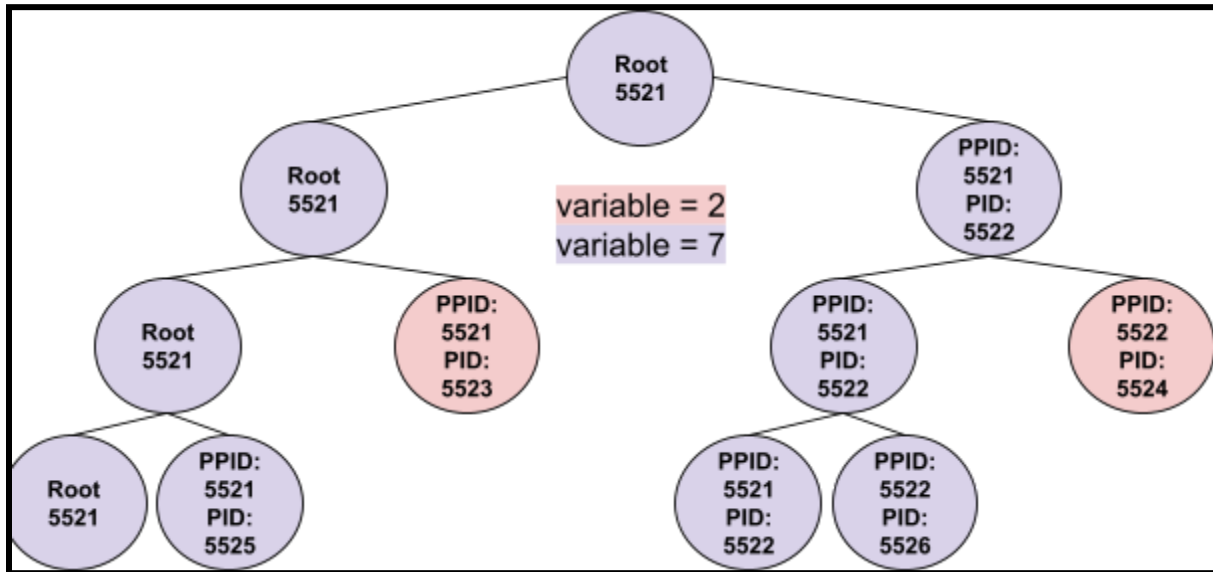 Root
5521
Root
5521
PPID:
5521
PID:
5522
variable = 2
variable = 7
Root
5521
PPID:
5521
PID:
5523
PPID:
5521
PID:
5522
PPID:
5522
PID:
5524
Root
5521
PPID:
5521
PID:
5525
PPID:
5521
PID:
5522
PPID:
5522
PID:
5526